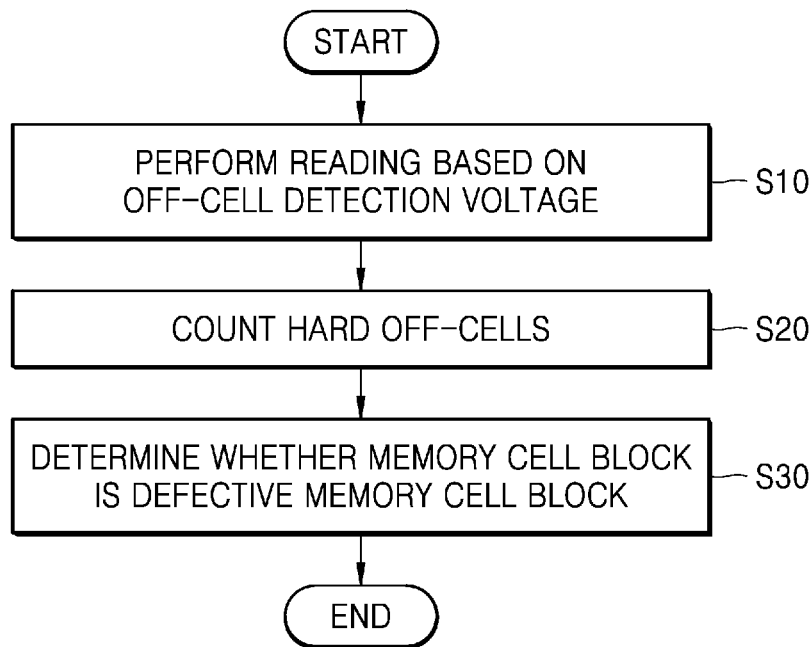 START
PERFORM READING BASED ON
OFF-CELL DETECTION VOLTAGE
S10
COUNT HARD OFF-CELLS
S20
DETERMINE WHETHER MEMORY CELL BLOCK
IS DEFECTIVE MEMORY CELL BLOCK
S30
END